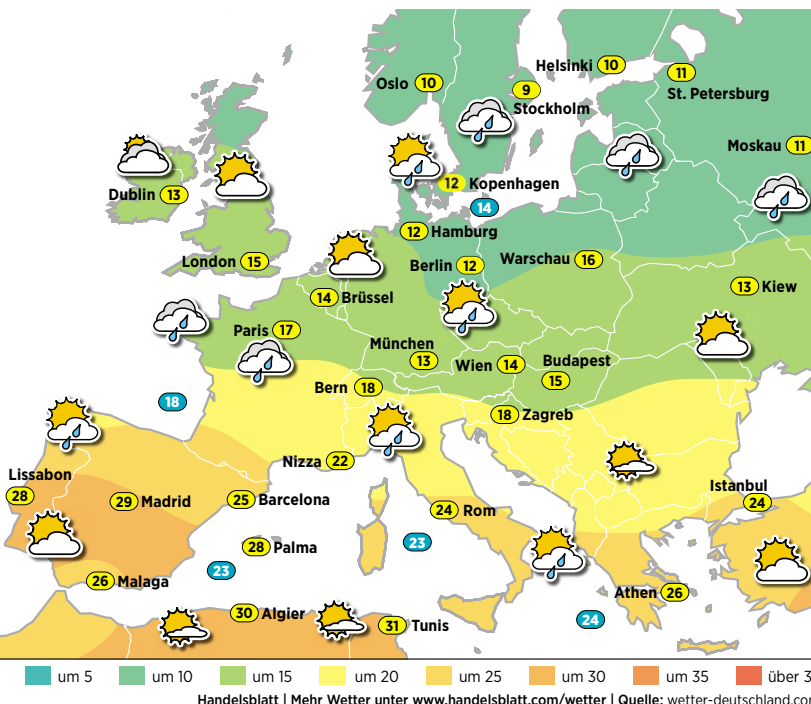 Helsinki 10
Oslo 10
11
9
St. Petersburg
Stockholm
Moskau 11
12 Kopenhagen
Dublin 13
14
12 Hamburg
London 15
Berlin 12
Warschau 16
13 Kiew
14 Brüssel
Paris 17
München
13
Wien 14
Budapest
15
Bern 18
18
18 Zagreb
Nizza 22
Lissabon
28
29 Madrid
25 Barcelona
Istanbul
24
24 Rom
28 Palma
23
23
26 Malaga
Athen 26
30 Algier
31 Tunis
24
um 5 um 10 um 15 um 20 um 25 um 30 um 35 über 3
Handelsblatt | Mehr Wetter unter www.handelsblatt.com/wetter | Quelle: wetter-deutschland.com